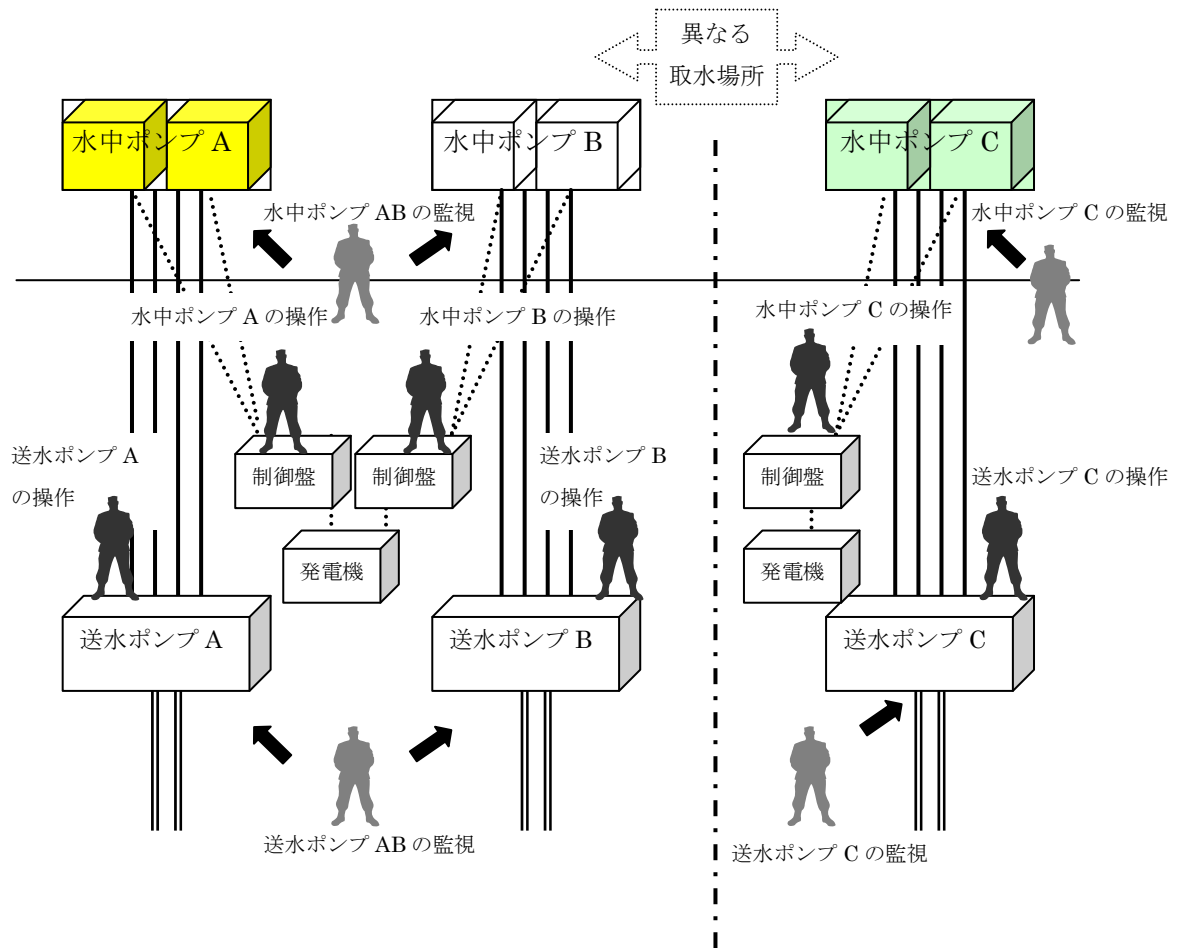 異なる
取水場所
水中ポンプ A
水中ポンプ B
水中ポンプ C
水中ポンプ AB の監視
水中ポンプ C の監視
水中ポンプ A の操作
水中ポンプ B の操作
水中ポンプ C の操作
送水ポンプ A
の操作
制御盤
制御盤
送水ポンプ B
の操作
制御盤
送水ポンプ C の操作
発電機
発電機
送水ポンプ A
送水ポンプ B
送水ポンプ C
送水ポンプ AB の監視
送水ポンプ C の監視